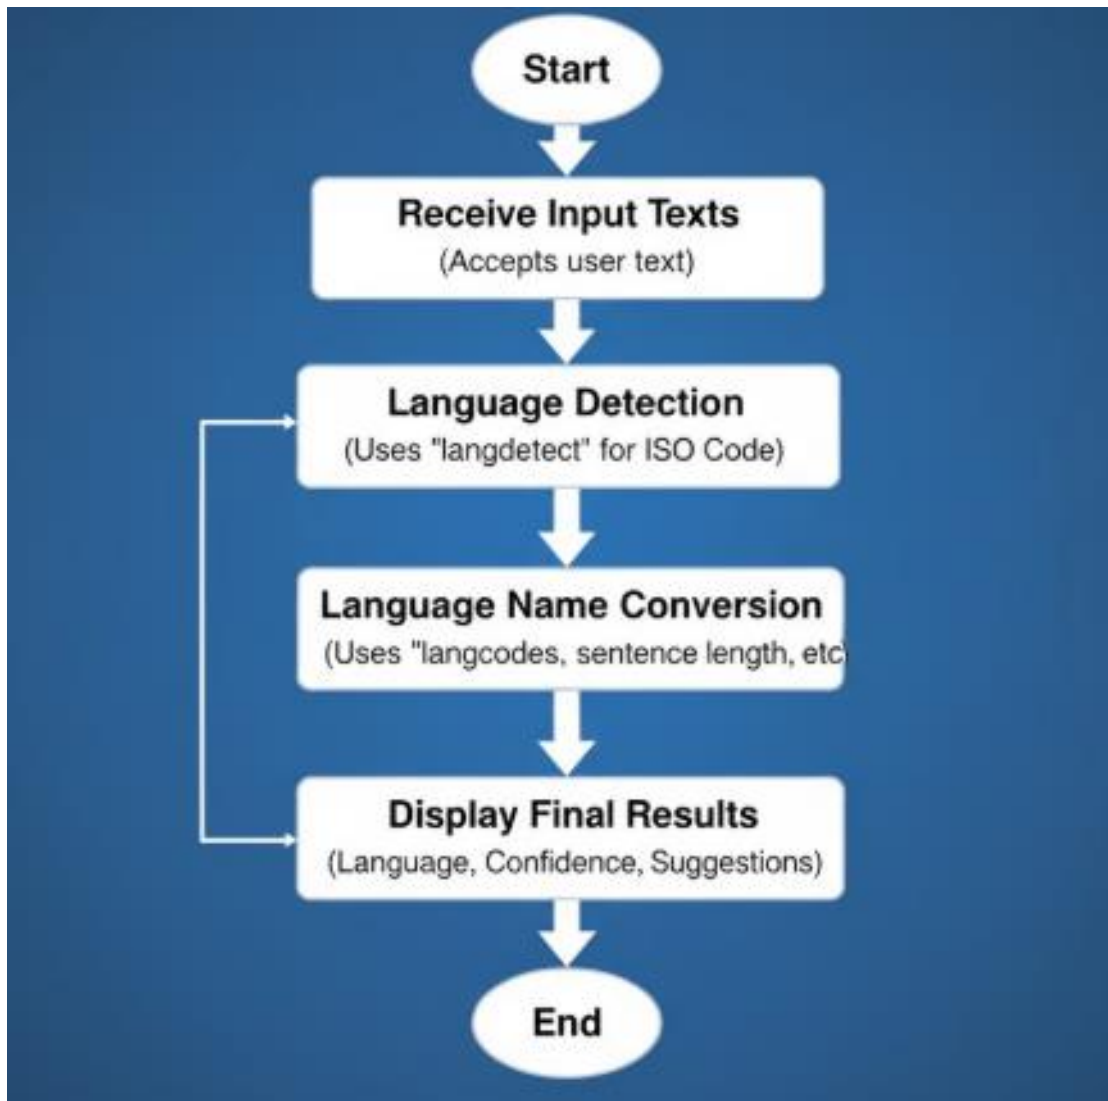 Start
Receive Input Texts
(Accepts user text)
Language Detection
(Uses "langdetect" for ISO Code)
Language Name Conversion
(Uses "langcodes, sentence length, etc)
Display Final Results
(Language, Confidence, Suggestions)
End